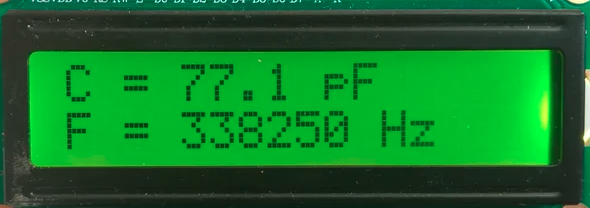 C = 77.1 pF
F = 338250 Hz